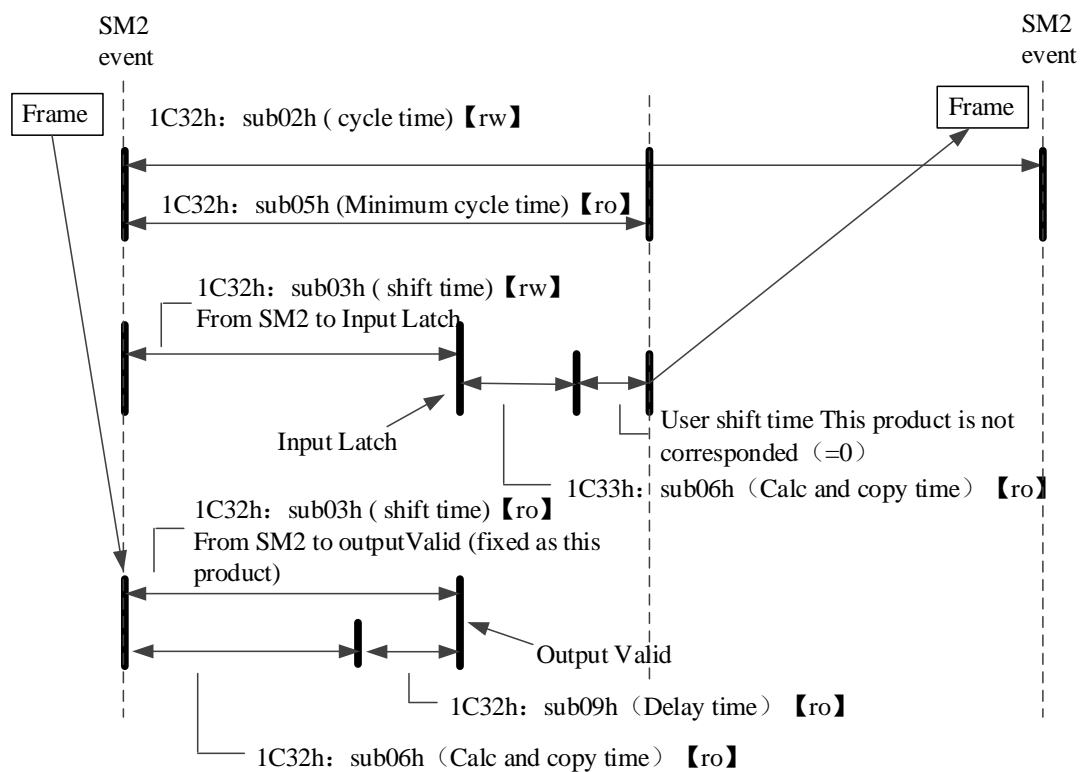 SM2
event
SM2
event
Frame
Frame
1C32h：sub02h ( cycle time)【rw】
1C32h：sub05h (Minimum cycle time)【ro】
1C32h：sub03h ( shift time)【rw】
From SM2 to Input Latch
Input Latch
User shift time This product is not
corresponded（=0）
1C33h：sub06h（Calc and copy time）【ro】
1C32h：sub03h ( shift time)【ro】
From SM2 to outputValid (fixed as this
product)
Output Valid
1C32h：sub09h（Delay time）【ro】
1C32h：sub06h（Calc and copy time）【ro】